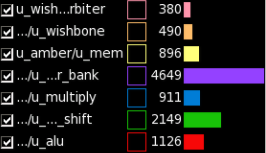 u_wish...rbiter 380
.../u_wishbone 490
u_amber/u_mem 896
.../u_...r_bank 4649
.../u_multiply 911
.../u_..._shift 2149
.../u_alu 1126